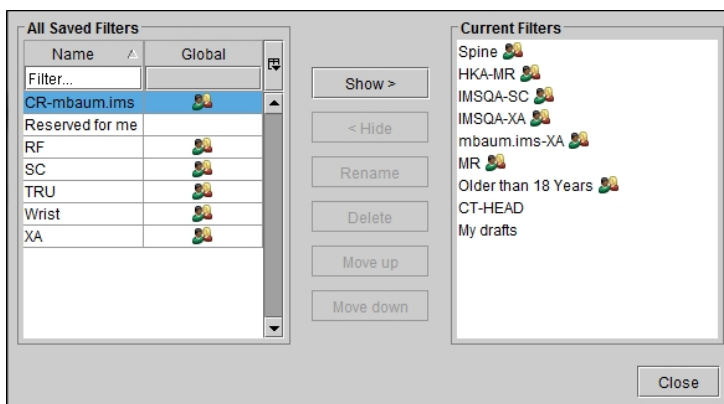 All Saved Filters
Name Global
Filter...
CR-mbaum.ims
Reserved for me
RF
SC
TRU
Wrist
XA
Show >
< Hide
Rename
Delete
Move up
Move down
Current Filters
Spine
HKA-MR
IMSQA-SC
IMSQA-XA
mbaum.ims-XA
MR
Older than 18 Years
CT-HEAD
My drafts
Close